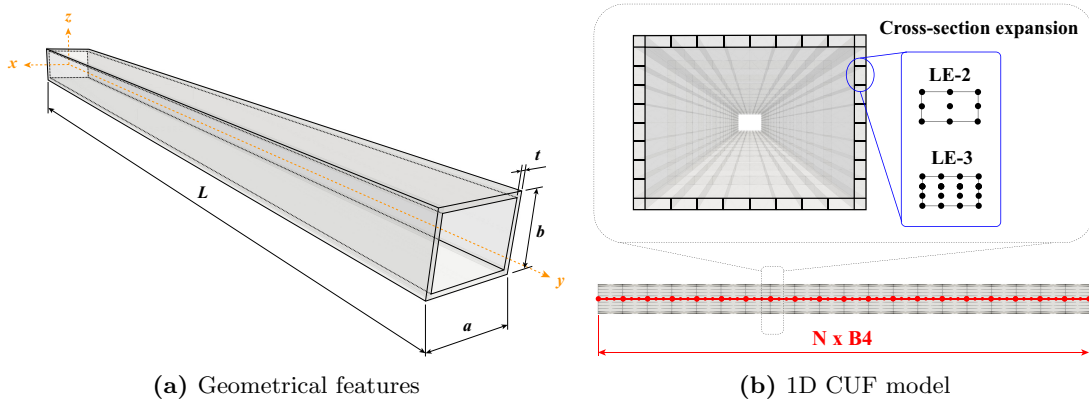 z
x
t
L
b
y
a
(a) Geometrical features
Cross-section expansion
LE-2
LE-3
N x B4
(b) 1D CUF model